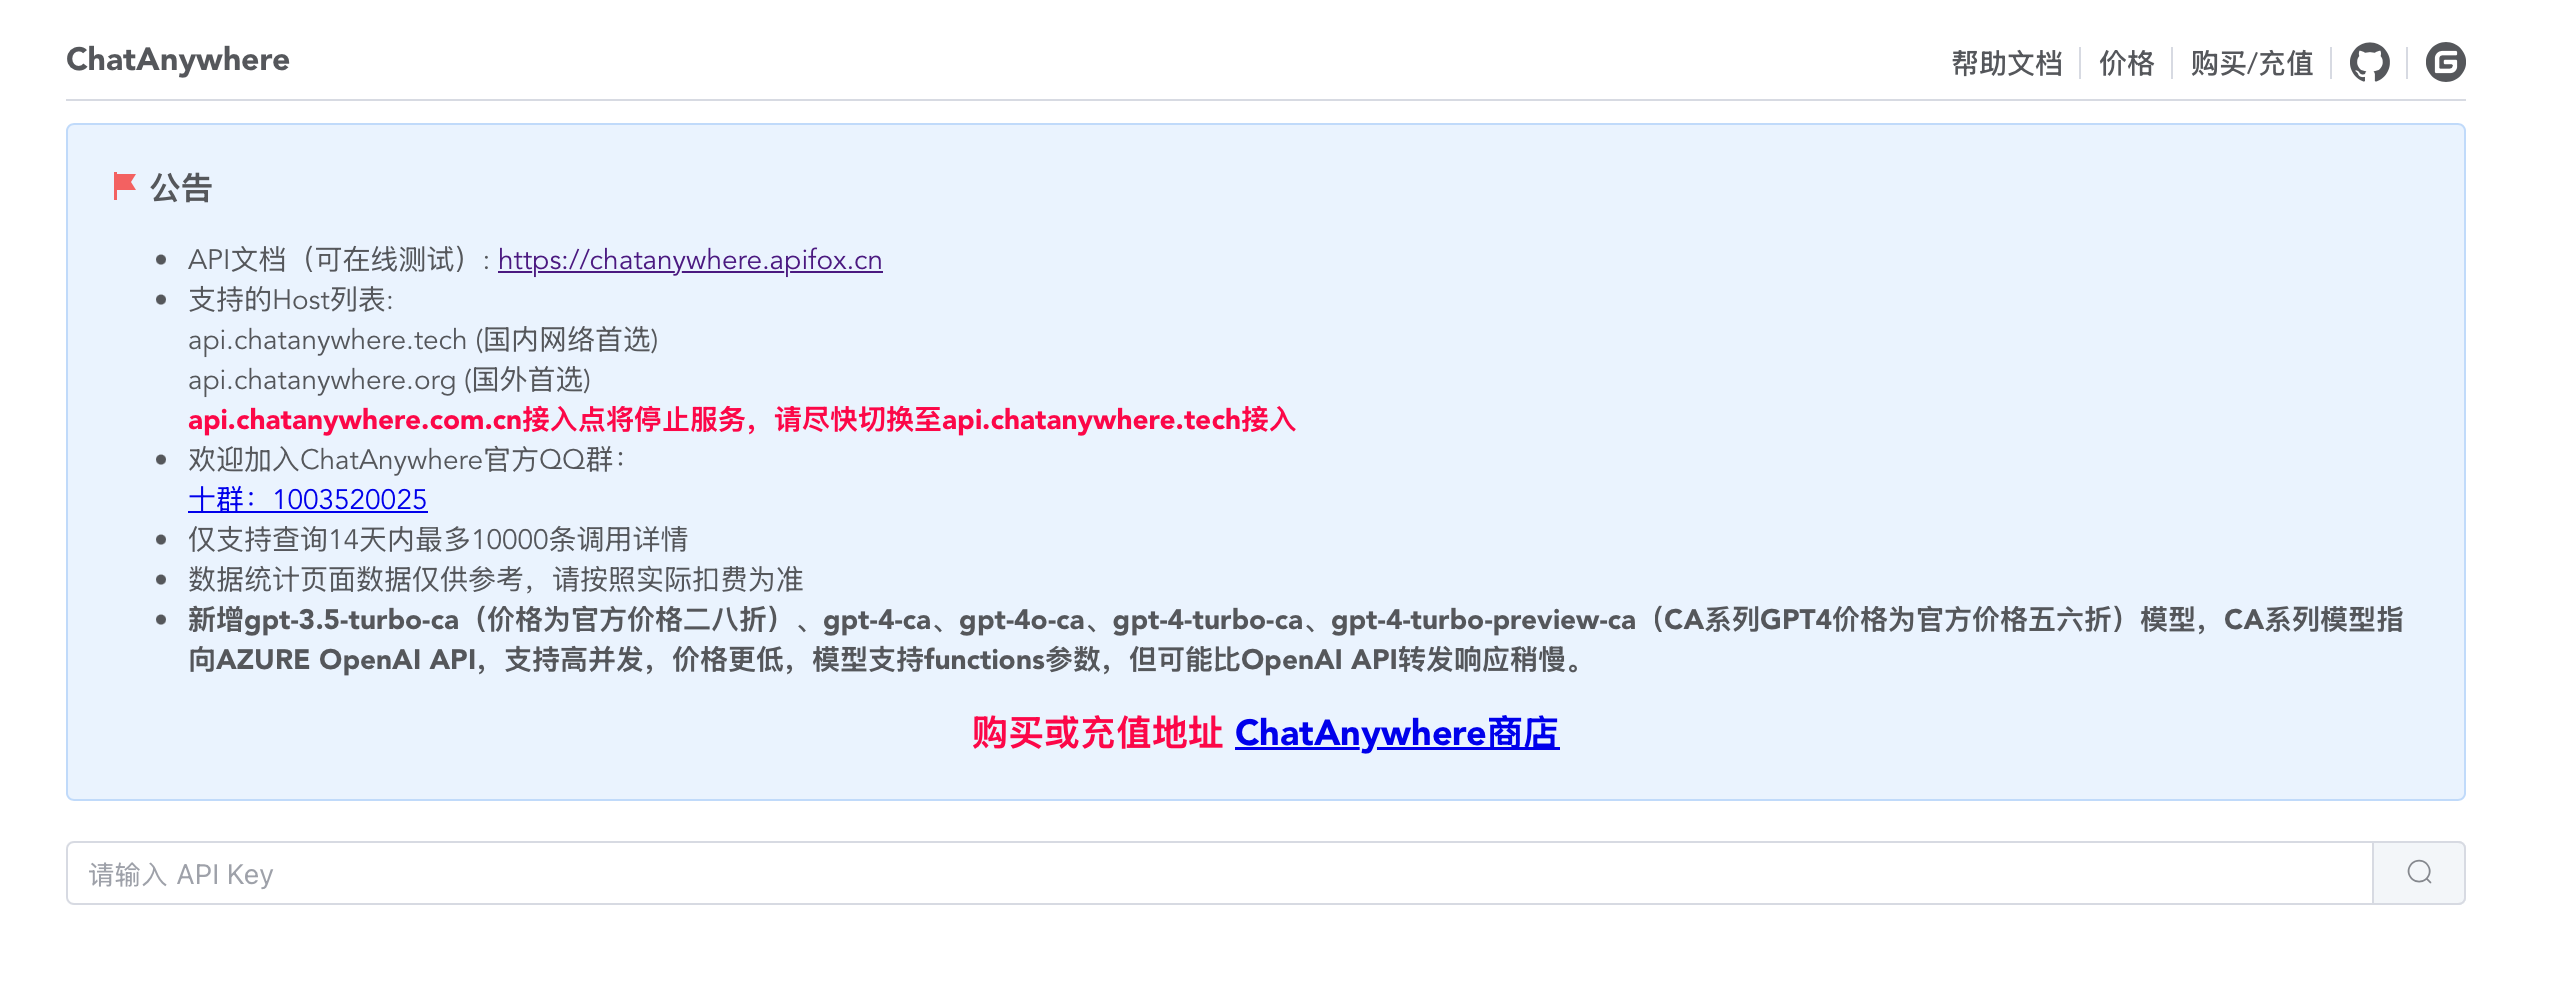 ChatAnywhere
帮助文档
价格
购买/充值
公告
API文档（可在线测试）: https://chatanywhere.apifox.cn
支持的Host列表:
api.chatanywhere.tech (国内网络首选)
api.chatanywhere.org (国外首选)
api.chatanywhere.com.cn接入点将停止服务，请尽快切换至api.chatanywhere.tech接入
欢迎加入ChatAnywhere官方QQ群：
十群：1003520025
仅支持查询14天内最多10000条调用详情
数据统计页面数据仅供参考，请按照实际扣费为准
新增gpt-3.5-turbo-ca（价格为官方价格二八折）、gpt-4-ca、gpt-4o-ca、gpt-4-turbo-ca、gpt-4-turbo-preview-ca（CA系列GPT4价格为官方价格五六折）模型，CA系列模型指
向AZURE OpenAI API，支持高并发，价格更低，模型支持functions参数，但可能比OpenAI API转发响应稍慢。
购买或充值地址 ChatAnywhere商店
请输入 API Key